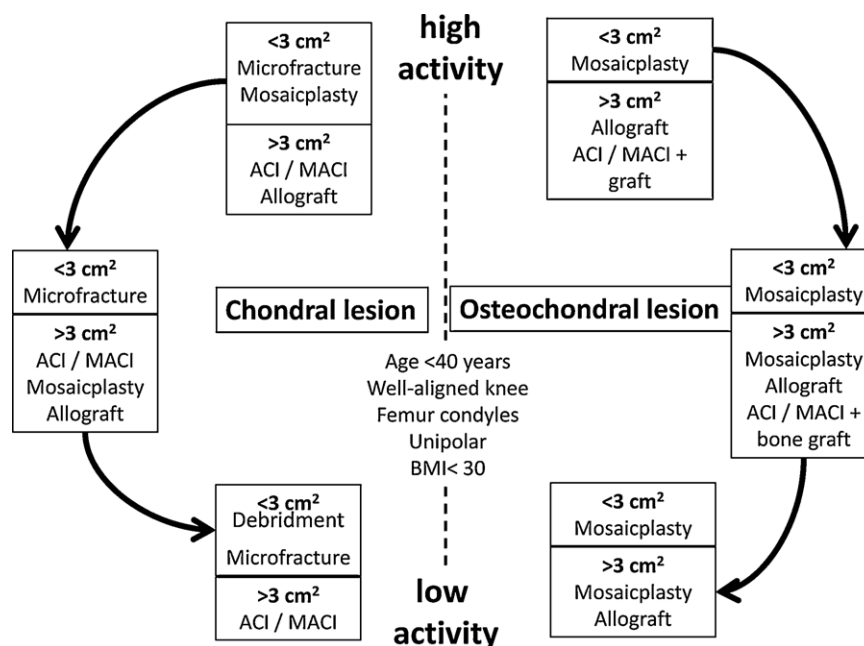 high
activity
<3 cm²
Microfracture
Mosaicplasty
>3 cm²
ACI / MACI
Allograft
<3 cm²
Mosaicplasty
>3 cm²
Allograft
ACI / MACI +
graft
<3 cm²
Microfracture
>3 cm²
ACI / MACI
Mosaicplasty
Allograft
Chondral lesion
Osteochondral lesion
<3 cm²
Mosaicplasty
>3 cm²
Mosaicplasty
Allograft
ACI / MACI +
bone graft
Age <40 years
Well-aligned knee
Femur condyles
Unipolar
BMI< 30
<3 cm²
Debridment
Microfracture
>3 cm²
ACI / MACI
<3 cm²
Mosaicplasty
>3 cm²
Mosaicplasty
Allograft
low
activity